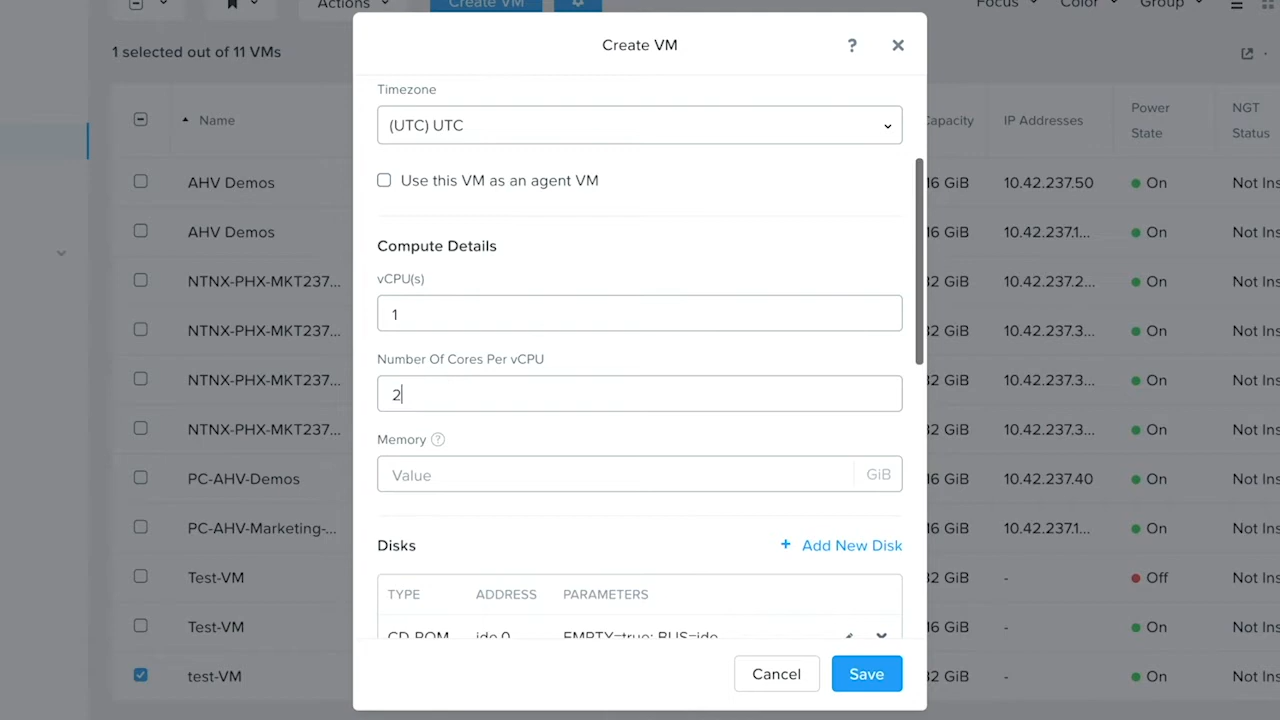 Actions
Create VM
Focus
Color
Group
1 selected out of 11 VMs
Name
Capacity
IP Addresses
Power
State
NGT
Status
AHV Demos
16 GiB
10.42.237.50
On
Not Ins
AHV Demos
16 GiB
10.42.237.1...
On
Not Ins
NTNX-PHX-MKT237...
32 GiB
10.42.237.2...
On
Not Ins
NTNX-PHX-MKT237...
32 GiB
10.42.237.3...
On
Not Ins
NTNX-PHX-MKT237...
32 GiB
10.42.237.3...
On
Not Ins
NTNX-PHX-MKT237...
32 GiB
10.42.237.3...
On
Not Ins
PC-AHV-Demos
16 GiB
10.42.237.40
On
Not Ins
PC-AHV-Marketing-...
16 GiB
10.42.237.1...
On
Not Ins
Test-VM
32 GiB
-
Off
Not Ins
Test-VM
16 GiB
-
On
Not Ins
test-VM
32 GiB
-
On
Not Ins
Create VM
?
Timezone
(UTC) UTC
Use this VM as an agent VM
Compute Details
vCPU(s)
1
Number Of Cores Per vCPU
2
Memory ?
Value
GiB
Disks
+ Add New Disk
TYPE
ADDRESS
PARAMETERS
CD-ROM
ide.0
EMPTY=true; BUS=ide
Cancel
Save